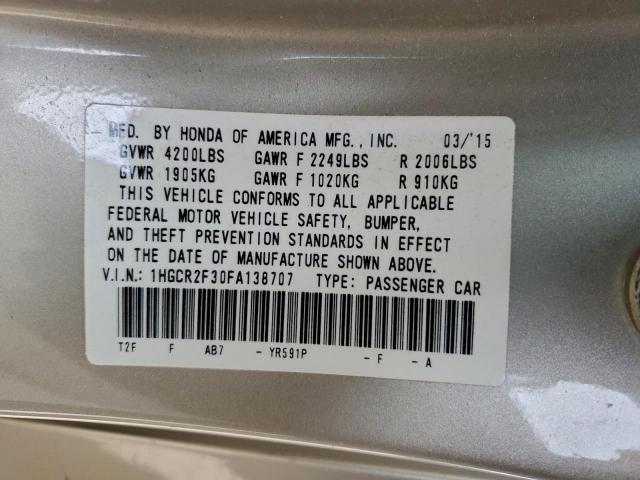 MFD. BY HONDA OF AMERICA MFG., INC. 03/'15
GVWR 4200LBS GAWR F 2249LBS R 2006LBS
GVWR 1905KG GAWR F 1020KG R 910KG
THIS VEHICLE CONFORMS TO ALL APPLICABLE
FEDERAL MOTOR VEHICLE SAFETY, BUMPER,
AND THEFT PREVENTION STANDARDS IN EFFECT
ON THE DATE OF MANUFACTURE SHOWN ABOVE.
V.I.N.: 1HGCR2F30FA138707 TYPE: PASSENGER CAR
T2F F AB7 - YR591P - F - A